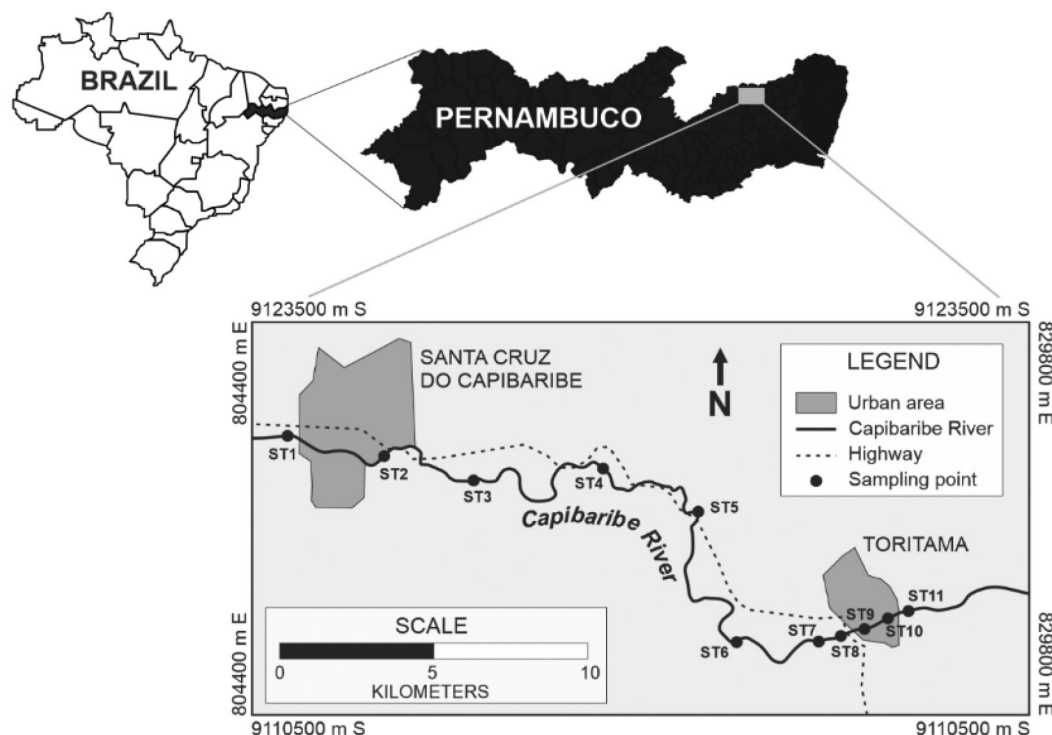 BRAZIL
PERNAMBUCO
9123500 m S
9123500 m S
804400 m E
829800 m E
SANTA CRUZ
DO CAPIBARIBE
N
LEGEND
Urban area
Capibaribe River
Highway
Sampling point
ST1
ST2
ST3
ST4
ST5
Capibaribe River
TORITAMA
ST11
ST9
ST10
ST7
ST8
ST6
SCALE
0 5 10
KILOMETERS
804400 m E
829800 m E
9110500 m S
9110500 m S